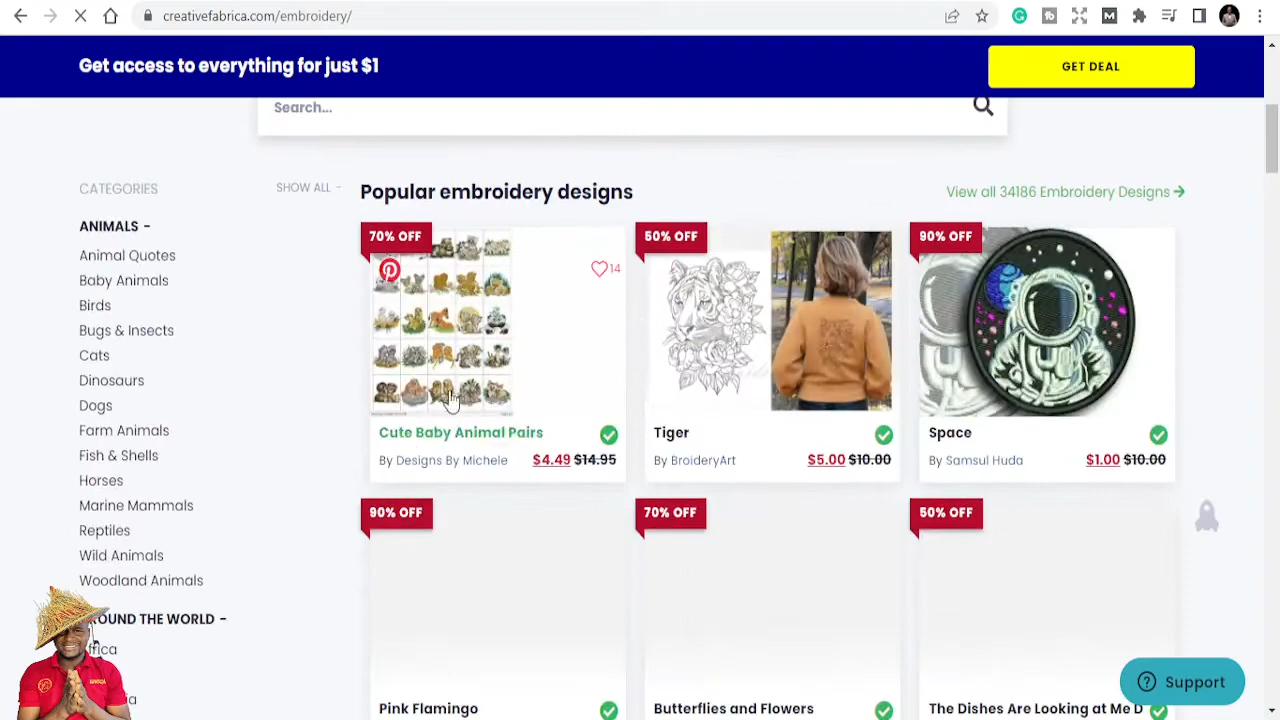 creativefabrica.com/embroidery/
Get access to everything for just $1
GET DEAL
Search...
CATEGORIES
SHOW ALL -
ANIMALS -
Animal Quotes
Baby Animals
Birds
Bugs & Insects
Cats
Dinosaurs
Dogs
Farm Animals
Fish & Shells
Horses
Marine Mammals
Reptiles
Wild Animals
Woodland Animals
OUND THE WORLD -
frica
Popular embroidery designs
View all 34186 Embroidery Designs →
70% OFF
14
Cute Baby Animal Pairs
By Designs By Michele $4.49 $14.95
50% OFF
Tiger
By BroideryArt $5.00 $10.00
90% OFF
Space
By Samsul Huda $1.00 $10.00
90% OFF
Pink Flamingo
70% OFF
Butterflies and Flowers
50% OFF
The Dishes Are Looking at Me D
Support